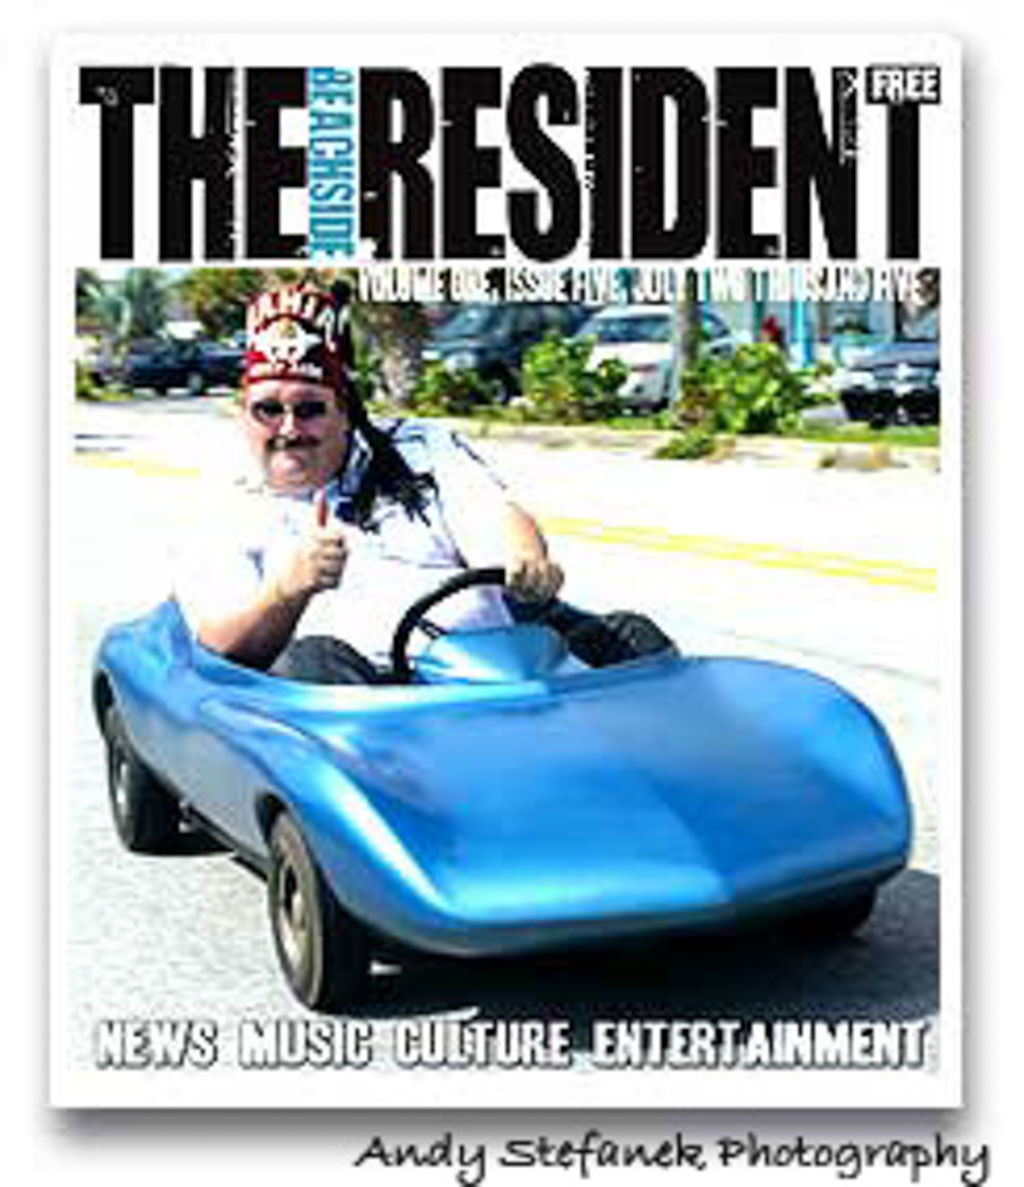 THE BEACHSIDE RESIDENT
FREE
VOLUME ONE, ISSUE FIVE, JULY TWO THOUSAND FIVE
NEWS MUSIC CULTURE ENTERTAINMENT
Andy Stefanek Photography